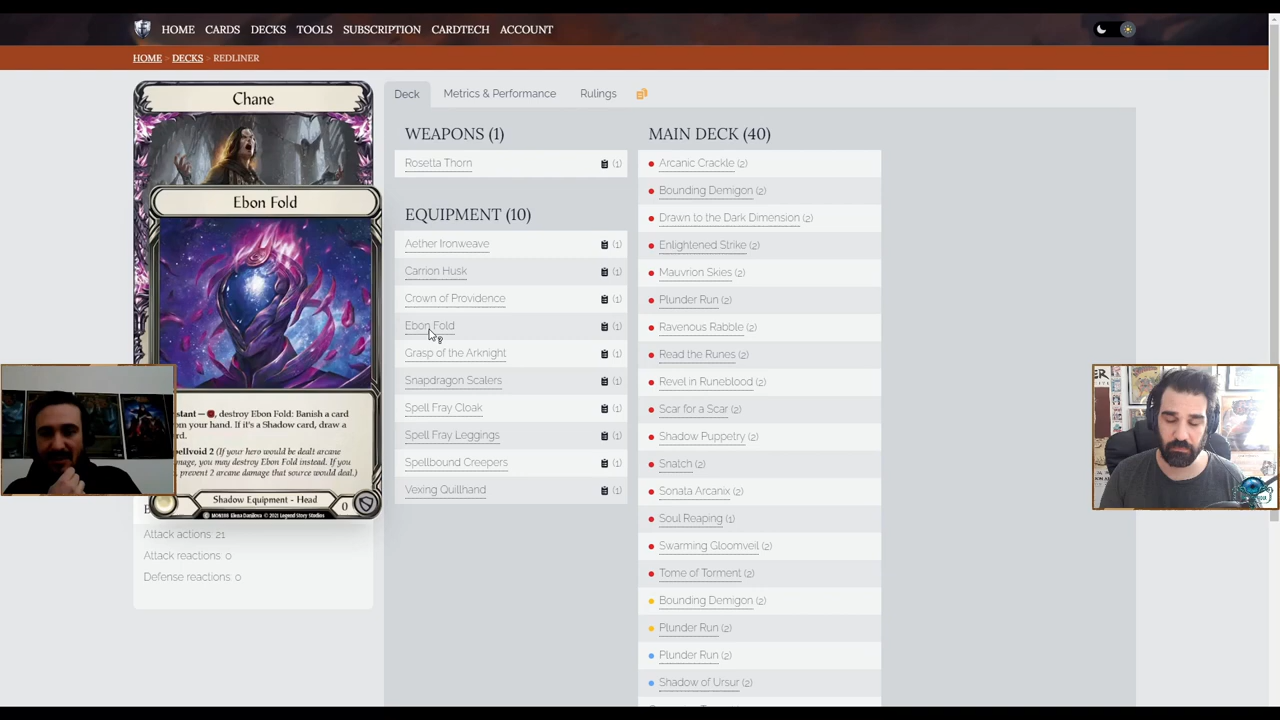 HOME CARDS DECKS TOOLS SUBSCRIPTION CARDTECH ACCOUNT
HOME > DECKS > REDLINER
Chane
Ebon Fold
destroy Ebon Fold: Banish a card
your hand. If it's a Shadow card, draw a
(If your hero would be dealt arcane
you may destroy Ebon Fold instead. If you
prevent 2 arcane damage that source would deal.)
Shadow Equipment - Head
0
Attack actions: 21
Attack reactions: 0
Defense reactions: 0
Deck Metrics & Performance Rulings
WEAPONS (1)
Rosetta Thorn (1)
EQUIPMENT (10)
Aether Ironweave (1)
Carrion Husk (1)
Crown of Providence (1)
Ebon Fold (1)
Grasp of the Arknight (1)
Snapdragon Scalers (1)
Spell Fray Cloak (1)
Spell Fray Leggings (1)
Spellbound Creepers (1)
Vexing Quillhand (1)
MAIN DECK (40)
Arcanic Crackle (2)
Bounding Demigon (2)
Drawn to the Dark Dimension (2)
Enlightened Strike (2)
Mauvrion Skies (2)
Plunder Run (2)
Ravenous Rabble (2)
Read the Runes (2)
Revel in Runeblood (2)
Scar for a Scar (2)
Shadow Puppetry (2)
Snatch (2)
Sonata Arcanix (2)
Soul Reaping (1)
Swarming Gloomveil (2)
Tome of Torment (2)
Bounding Demigon (2)
Plunder Run (2)
Plunder Run (2)
Shadow of Ursur (2)